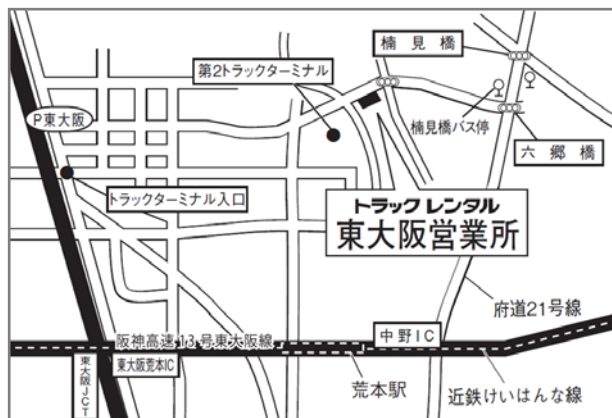 楠見橋
第2トラックターミナル
P東大阪
楠見橋バス停
六郷橋
トラックターミナル入口
トラックレンタル
東大阪営業所
府道21号線
中野IC
阪神高速13号東大阪線
東大阪荒本IC
東大阪JCT
荒本駅
近鉄けいはんな線